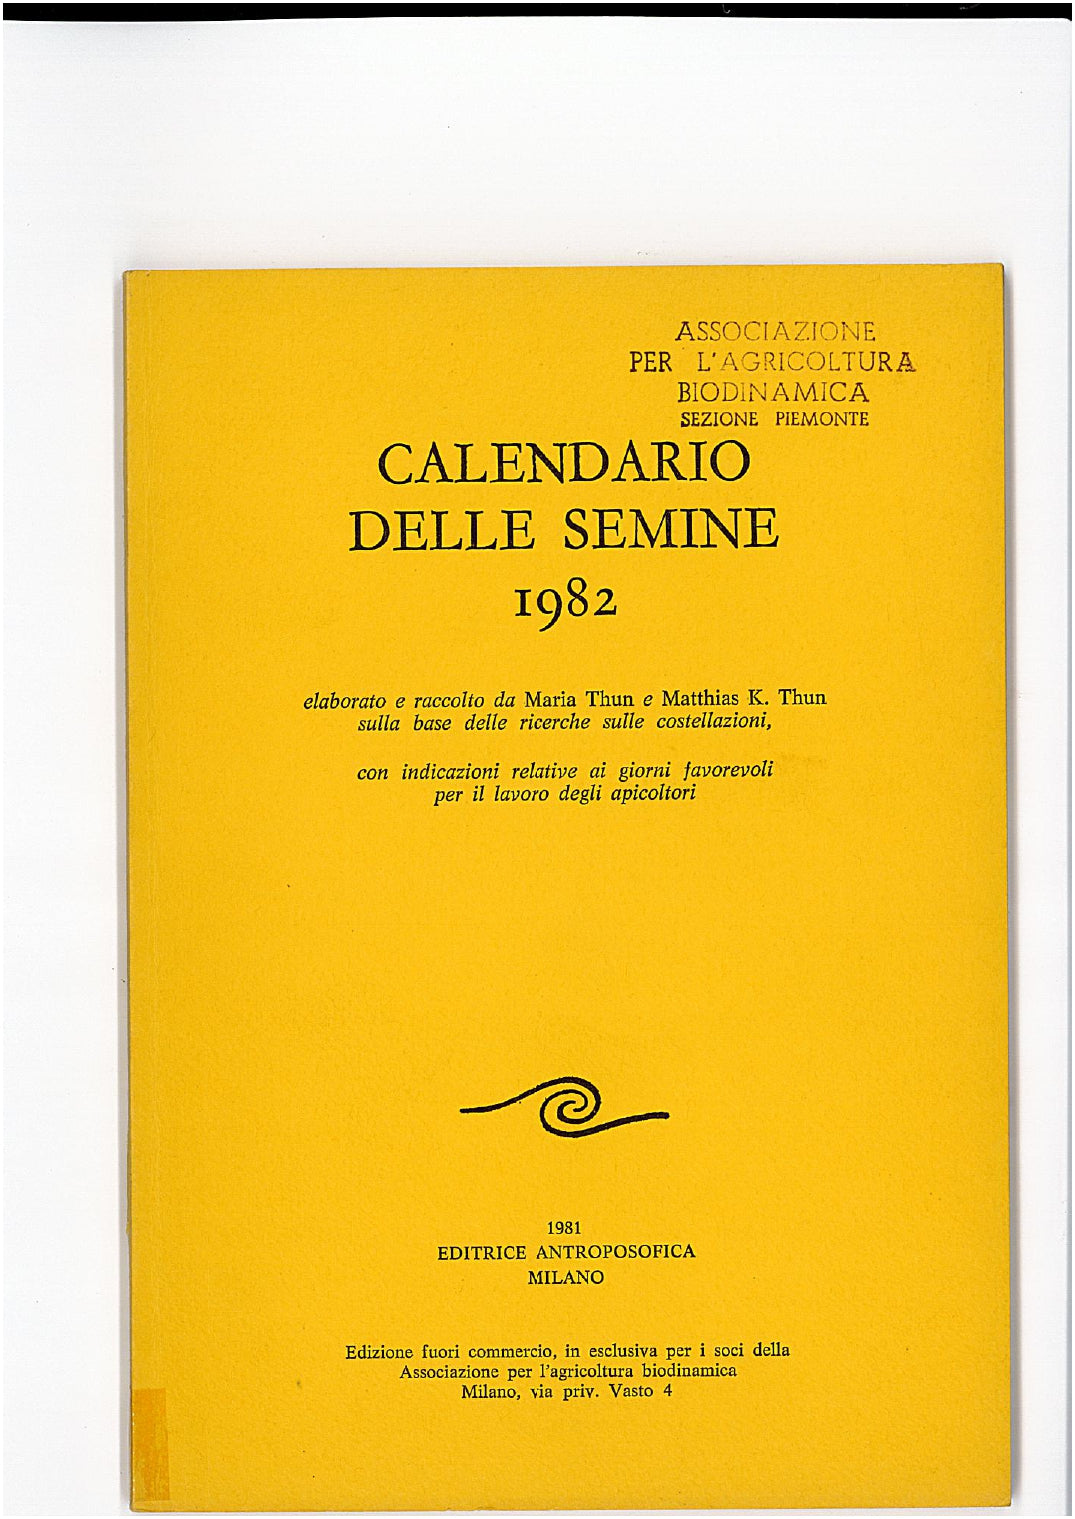 ASSOCIAZIONE
PER L'AGRICOLTURA
BIODINAMICA
SEZIONE PIEMONTE
CALENDARIO
DELLE SEMINE
1982
elaborato e raccolto da Maria Thun e Matthias K. Thun
sulla base delle ricerche sulle costellazioni,
con indicazioni relative ai giorni favorevoli
per il lavoro degli apicoltori
1981
EDITRICE ANTROPOSOFICA
MILANO
Edizione fuori commercio, in esclusiva per i soci della
Associazione per l'agricoltura biodinamica
Milano, via priv. Vasto 4